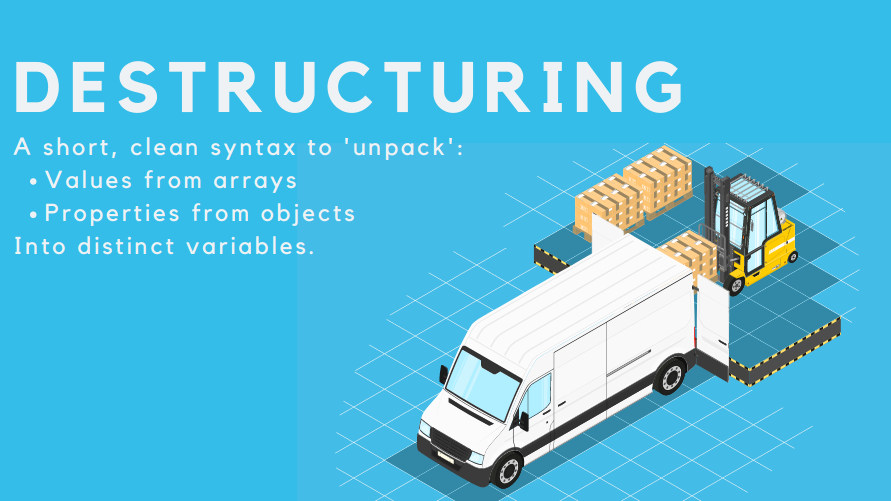 DESTRUCTURING
A short, clean syntax to 'unpack':
• Values from arrays
• Properties from objects
Into distinct variables.